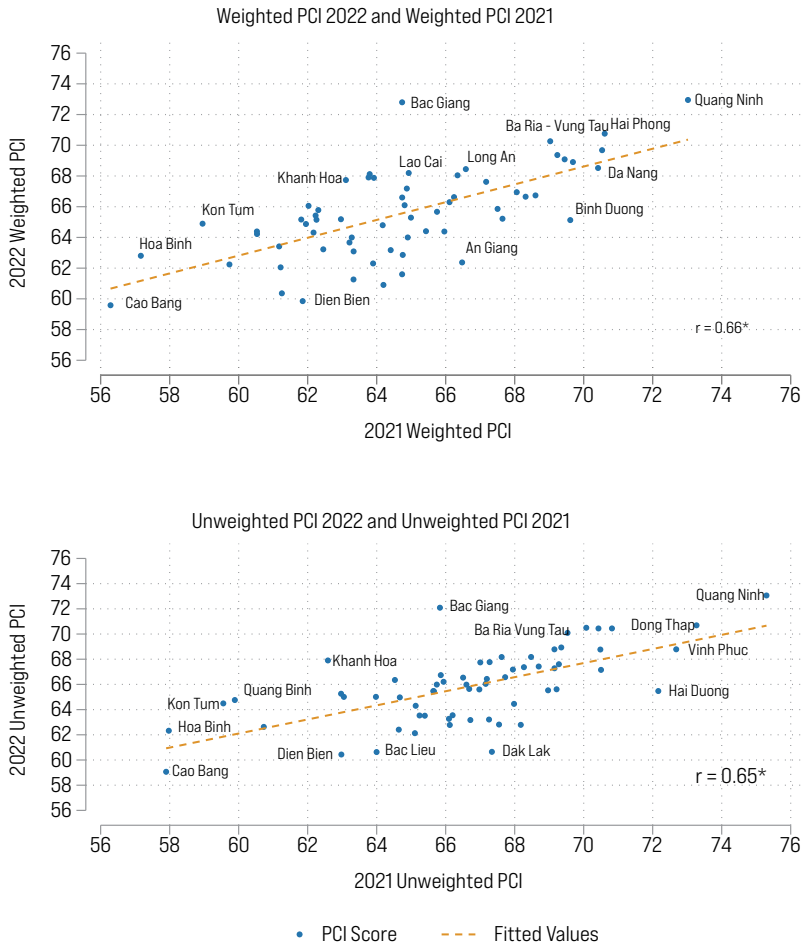 Weighted PCI 2022 and Weighted PCI 2021
76
74
72
70
68
66
64
62
60
58
56
2022 Weighted PCI
Bac Giang
Quang Ninh
Ba Ria - Vung Tau
Hai Phong
Lao Cai
Long An
Khanh Hoa
Da Nang
Kon Tum
Binh Duong
Hoa Binh
An Giang
Cao Bang
Dien Bien
r = 0.66*
56 58 60 62 64 66 68 70 72 74 76
2021 Weighted PCI
Unweighted PCI 2022 and Unweighted PCI 2021
76
74
72
70
68
66
64
62
60
58
56
2022 Unweighted PCI
Quang Ninh
Bac Giang
Ba Ria Vung Tau
Dong Thap
Khanh Hoa
Vinh Phuc
Quang Binh
Hai Duong
Kon Tum
Hoa Binh
Dien Bien
Bac Lieu
Dak Lak
Cao Bang
r = 0.65*
56 58 60 62 64 66 68 70 72 74 76
2021 Unweighted PCI
PCI Score
Fitted Values